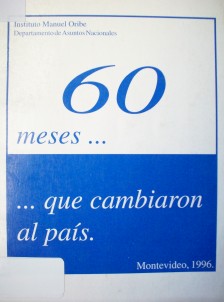 Instituto Manuel Oribe
Departamento de Asuntos Nacionales
60
meses ...
... que cambiaron
al país.
Montevideo, 1996.